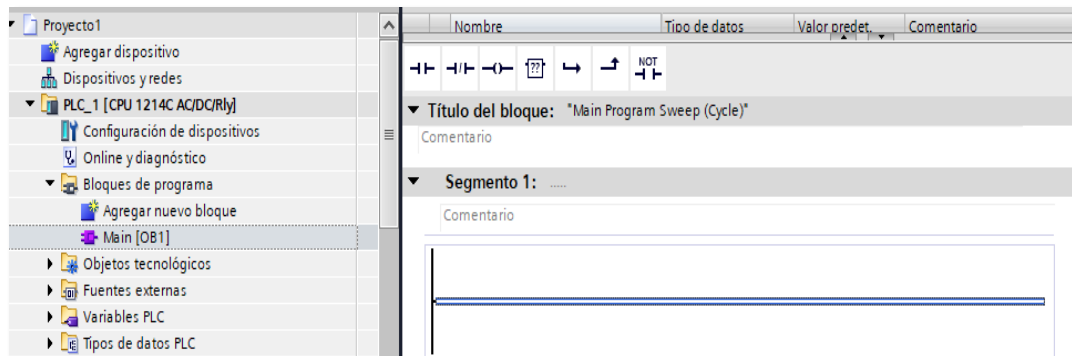 Proyecto1
Agregar dispositivo
Dispositivos y redes
PLC_1 [CPU 1214C AC/DC/Rly]
Configuración de dispositivos
Online y diagnóstico
Bloques de programa
Agregar nuevo bloque
Main [OB1]
Objetos tecnológicos
Fuentes externas
Variables PLC
Tipos de datos PLC
Nombre Tipo de datos Valor predet. Comentario
?? NOT
Título del bloque: "Main Program Sweep (Cycle)"
Comentario
Segmento 1: .....
Comentario